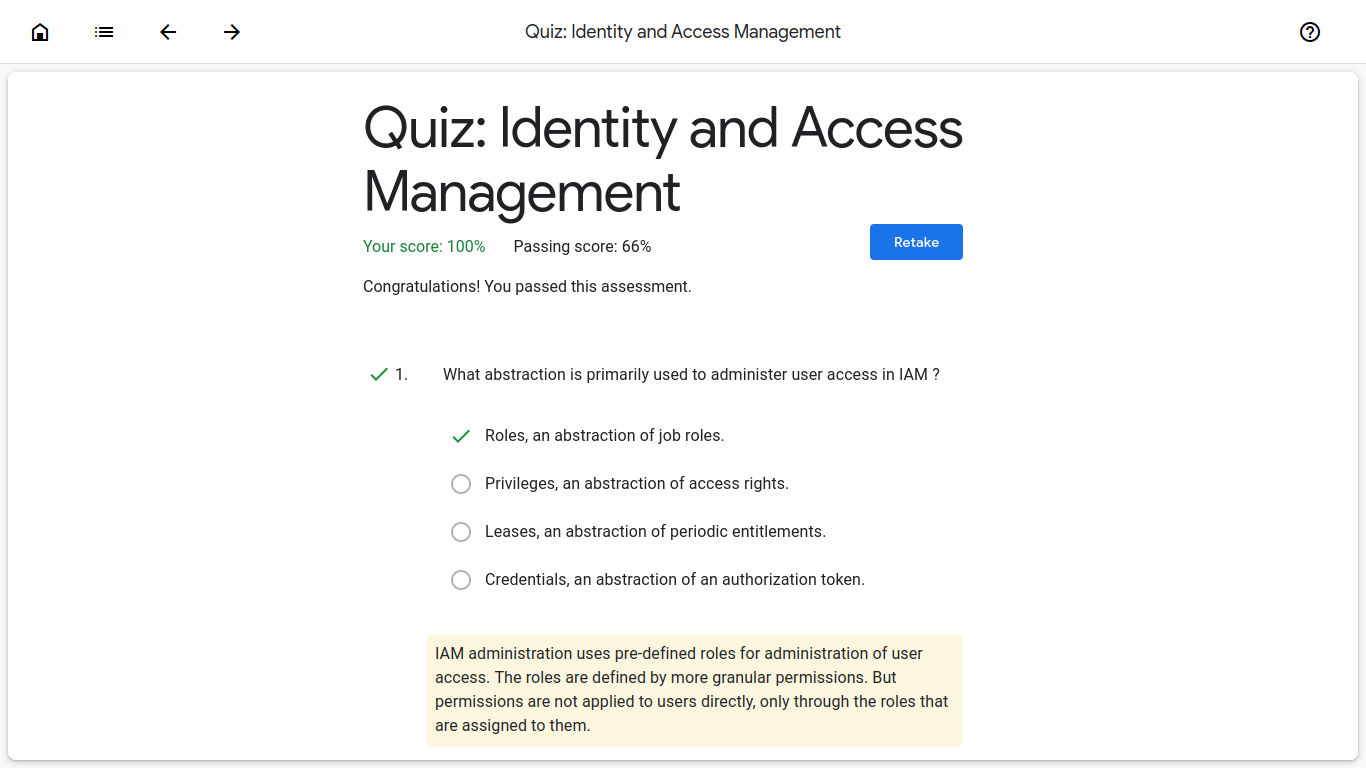 Quiz: Identity and Access Management
Quiz: Identity and Access
Management
Your score: 100% Passing score: 66%
Retake
Congratulations! You passed this assessment.
1. What abstraction is primarily used to administer user access in IAM ?
Roles, an abstraction of job roles.
Privileges, an abstraction of access rights.
Leases, an abstraction of periodic entitlements.
Credentials, an abstraction of an authorization token.
IAM administration uses pre-defined roles for administration of user
access. The roles are defined by more granular permissions. But
permissions are not applied to users directly, only through the roles that
are assigned to them.